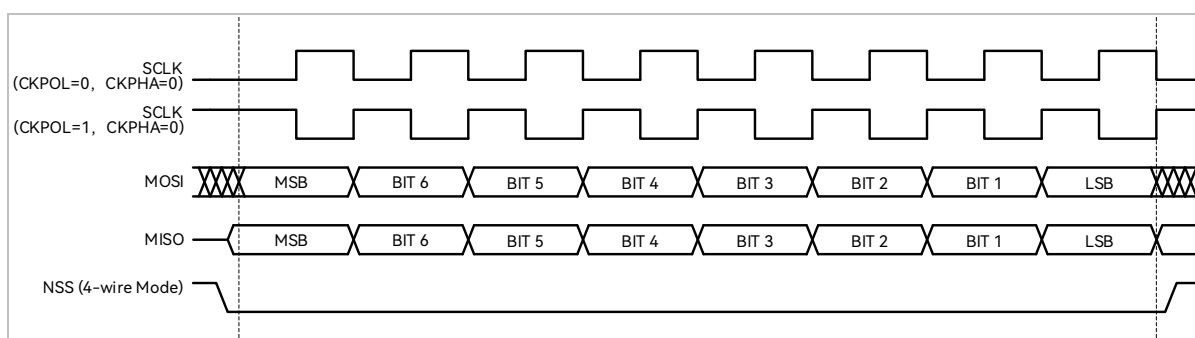 SCLK
(CKPOL=0, CKPHA=0)
SCLK
(CKPOL=1, CKPHA=0)
MOSI MSB BIT 6 BIT 5 BIT 4 BIT 3 BIT 2 BIT 1 LSB
MISO MSB BIT 6 BIT 5 BIT 4 BIT 3 BIT 2 BIT 1 LSB
NSS (4-wire Mode)